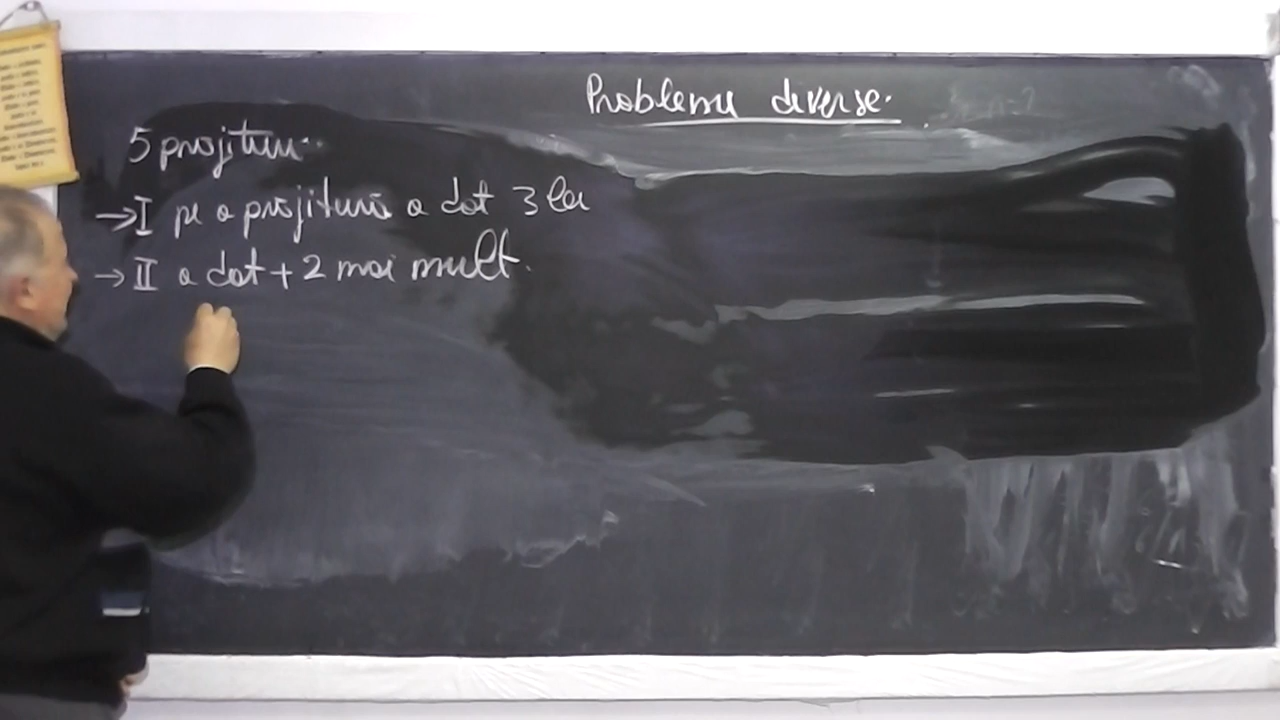 Probleme diverse.
5 prăjituri..
→I pe o prăjitură a dat 3 lei
→II a dat + 2 mai mult.